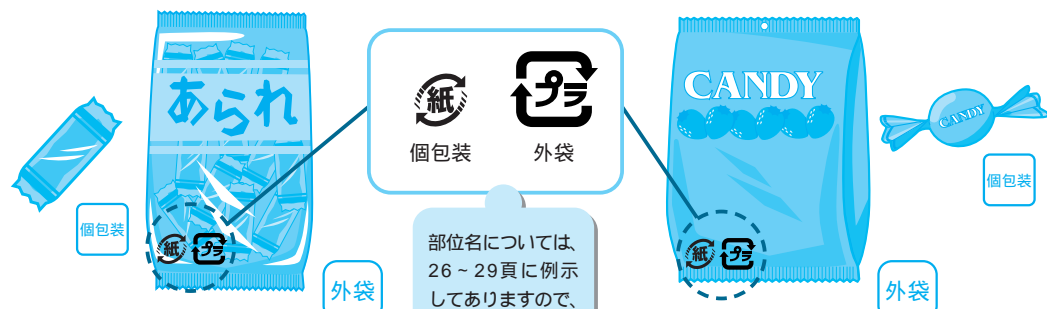 あられ
個包装
外袋
紙
プラ
紙
プラ
個包装
外袋
部位名については、
26~29頁に例示
してありますので、
CANDY
紙
プラ
外袋
CANDY
個包装